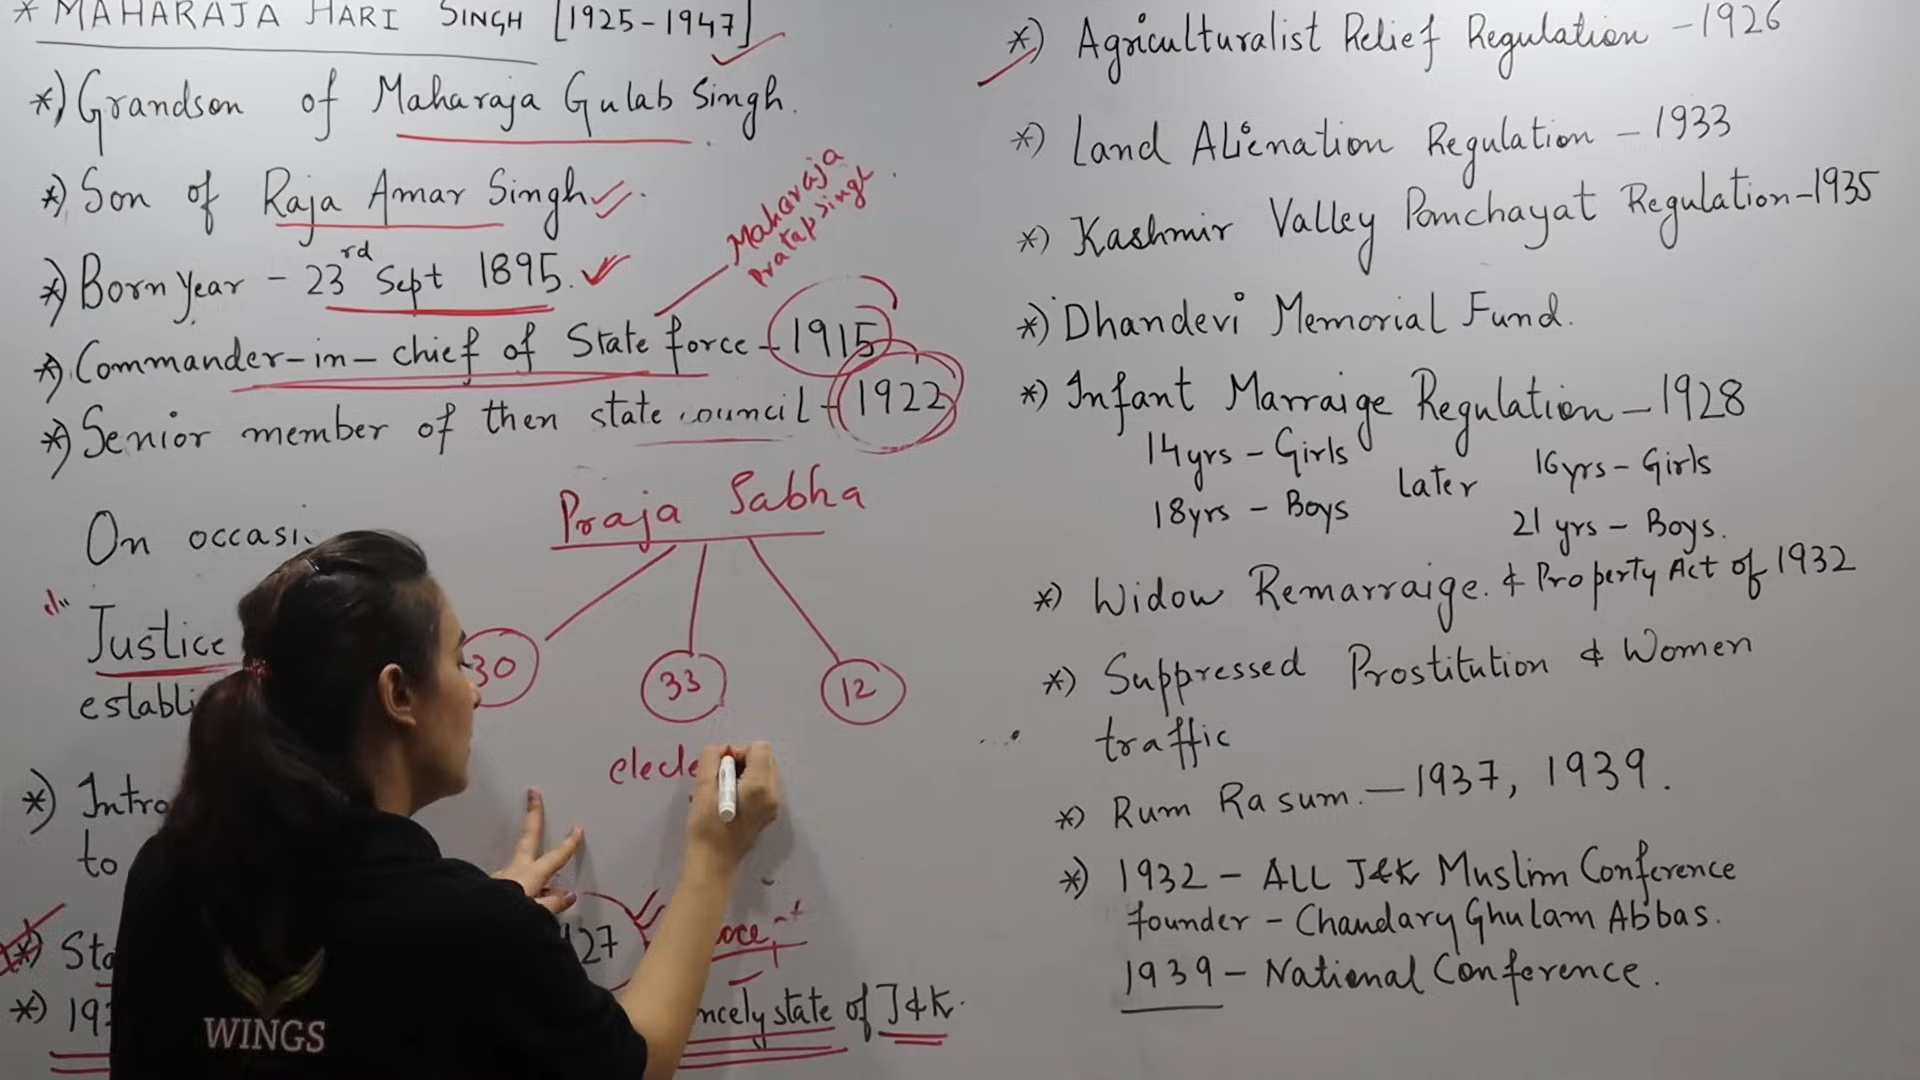 * MAHARAJA HARI SINGH [1925-1947]
*) Grandson of Maharaja Gulab Singh.
*) Son of Raja Amar Singh
*) Born year - 23rd Sept 1895.
Maharaja
Pratap Singh
*) Commander-in-chief of State force - 1915
*) Senior member of then state council - 1922
Praja Sabha
On occasi
Justice
30 33 12
establi
elected
*) Intro
to
*) Sta 927
*) 193 ncely state of J&K.
WINGS
*) Agriculturalist Relief Regulation - 1926
*) Land Alienation Regulation - 1933
*) Kashmir Valley Panchayat Regulation - 1935
*) Dhandevi Memorial Fund.
*) Infant Marraige Regulation - 1928
14yrs - Girls later 16yrs - Girls
18yrs - Boys 21 yrs - Boys.
*) Widow Remarraige. & Property Act of 1932
*) Suppressed Prostitution & Women
traffic
*) Rum Rasum. - 1937, 1939.
*) 1932 - ALL J&K Muslim Conference
founder - Chaudary Ghulam Abbas.
1939 - National Conference.